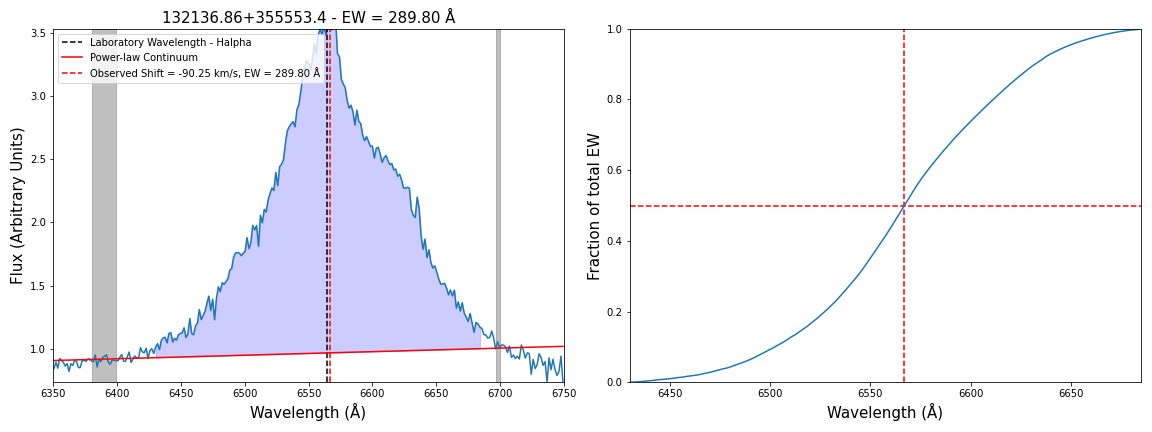 132136.86+355553.4 - EW = 289.80 Å
Laboratory Wavelength - Halpha
Power-law Continuum
Observed Shift = -90.25 km/s, EW = 289.80 Å
Flux (Arbitrary Units)
3.5
3.0
2.5
2.0
1.5
1.0
6350 6400 6450 6500 6550 6600 6650 6700 6750
Wavelength (Å)
Fraction of total EW
1.0
0.8
0.6
0.4
0.2
0.0
6450 6500 6550 6600 6650
Wavelength (Å)